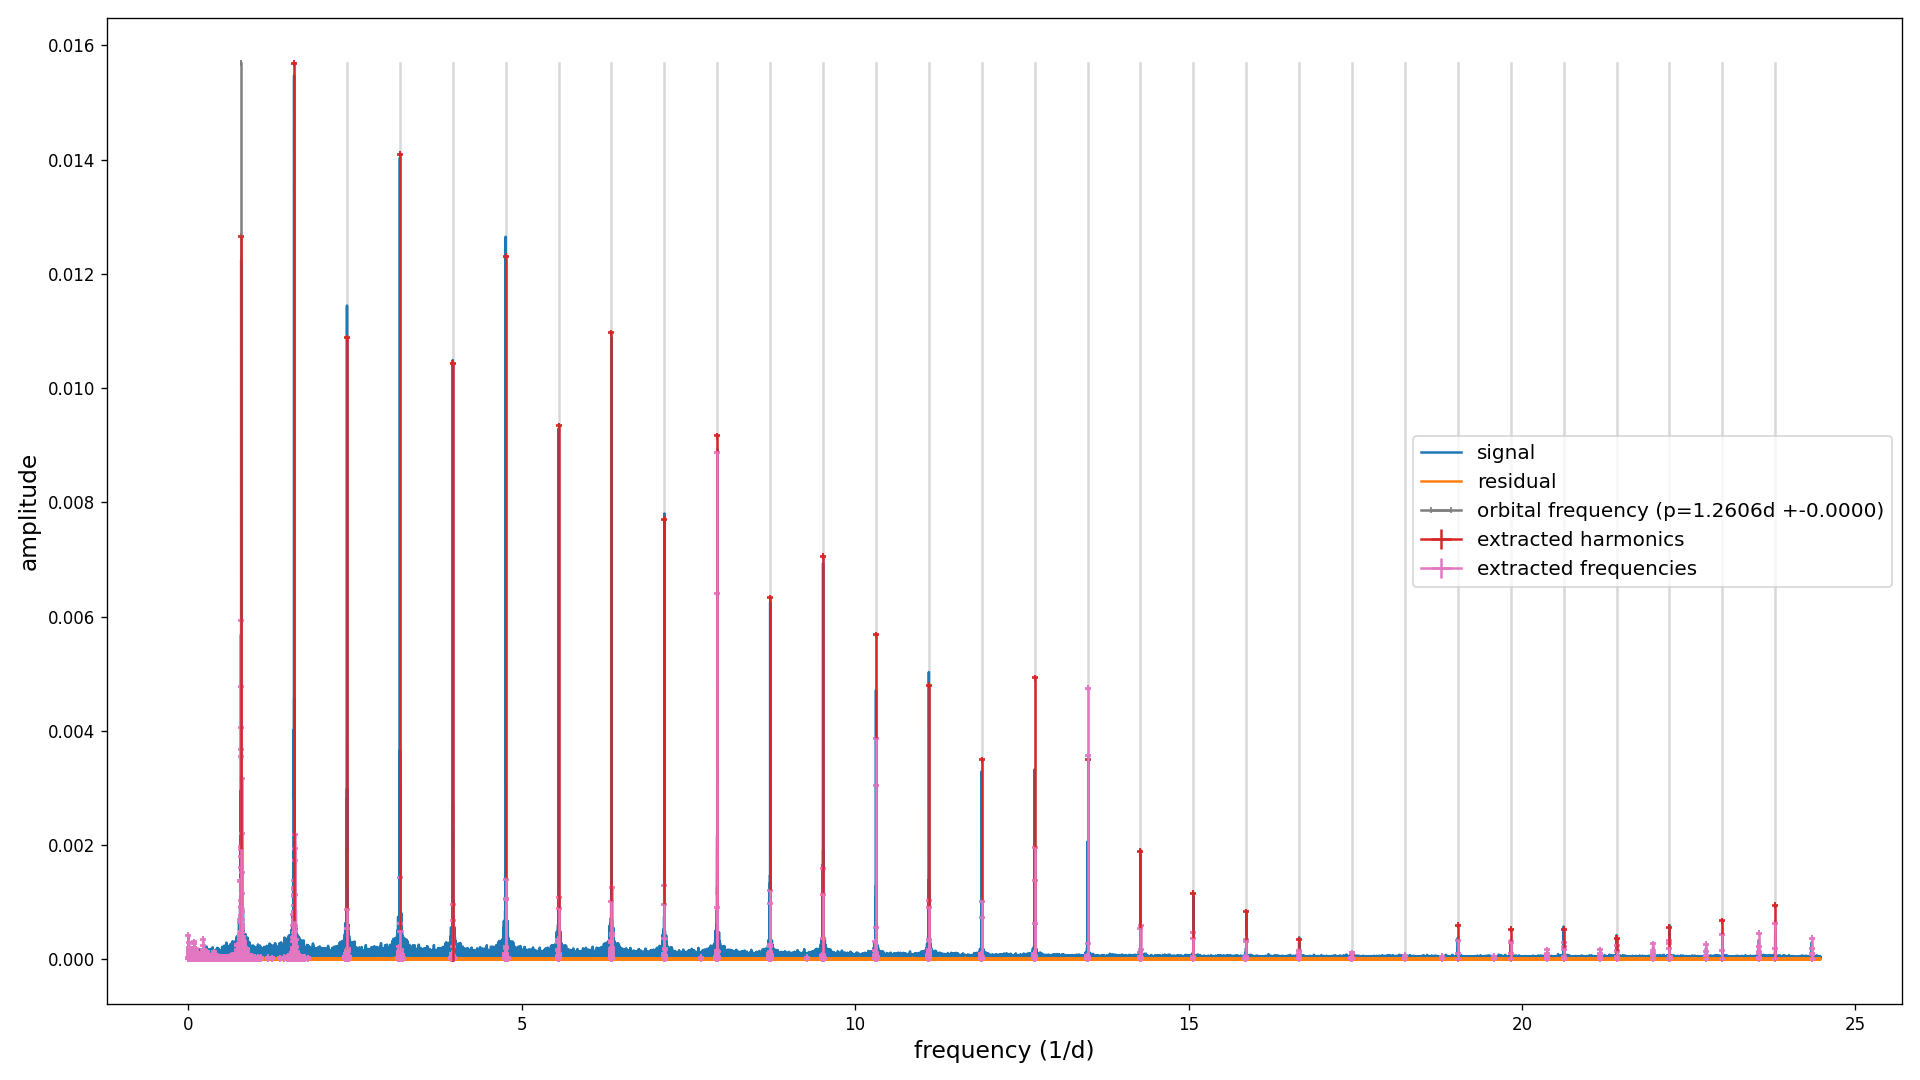 0.016
0.014
0.012
0.010
0.008
0.006
0.004
0.002
0.000
amplitude
signal
residual
orbital frequency (p=1.2606d +-0.0000)
extracted harmonics
extracted frequencies
0 5 10 15 20 25
frequency (1/d)